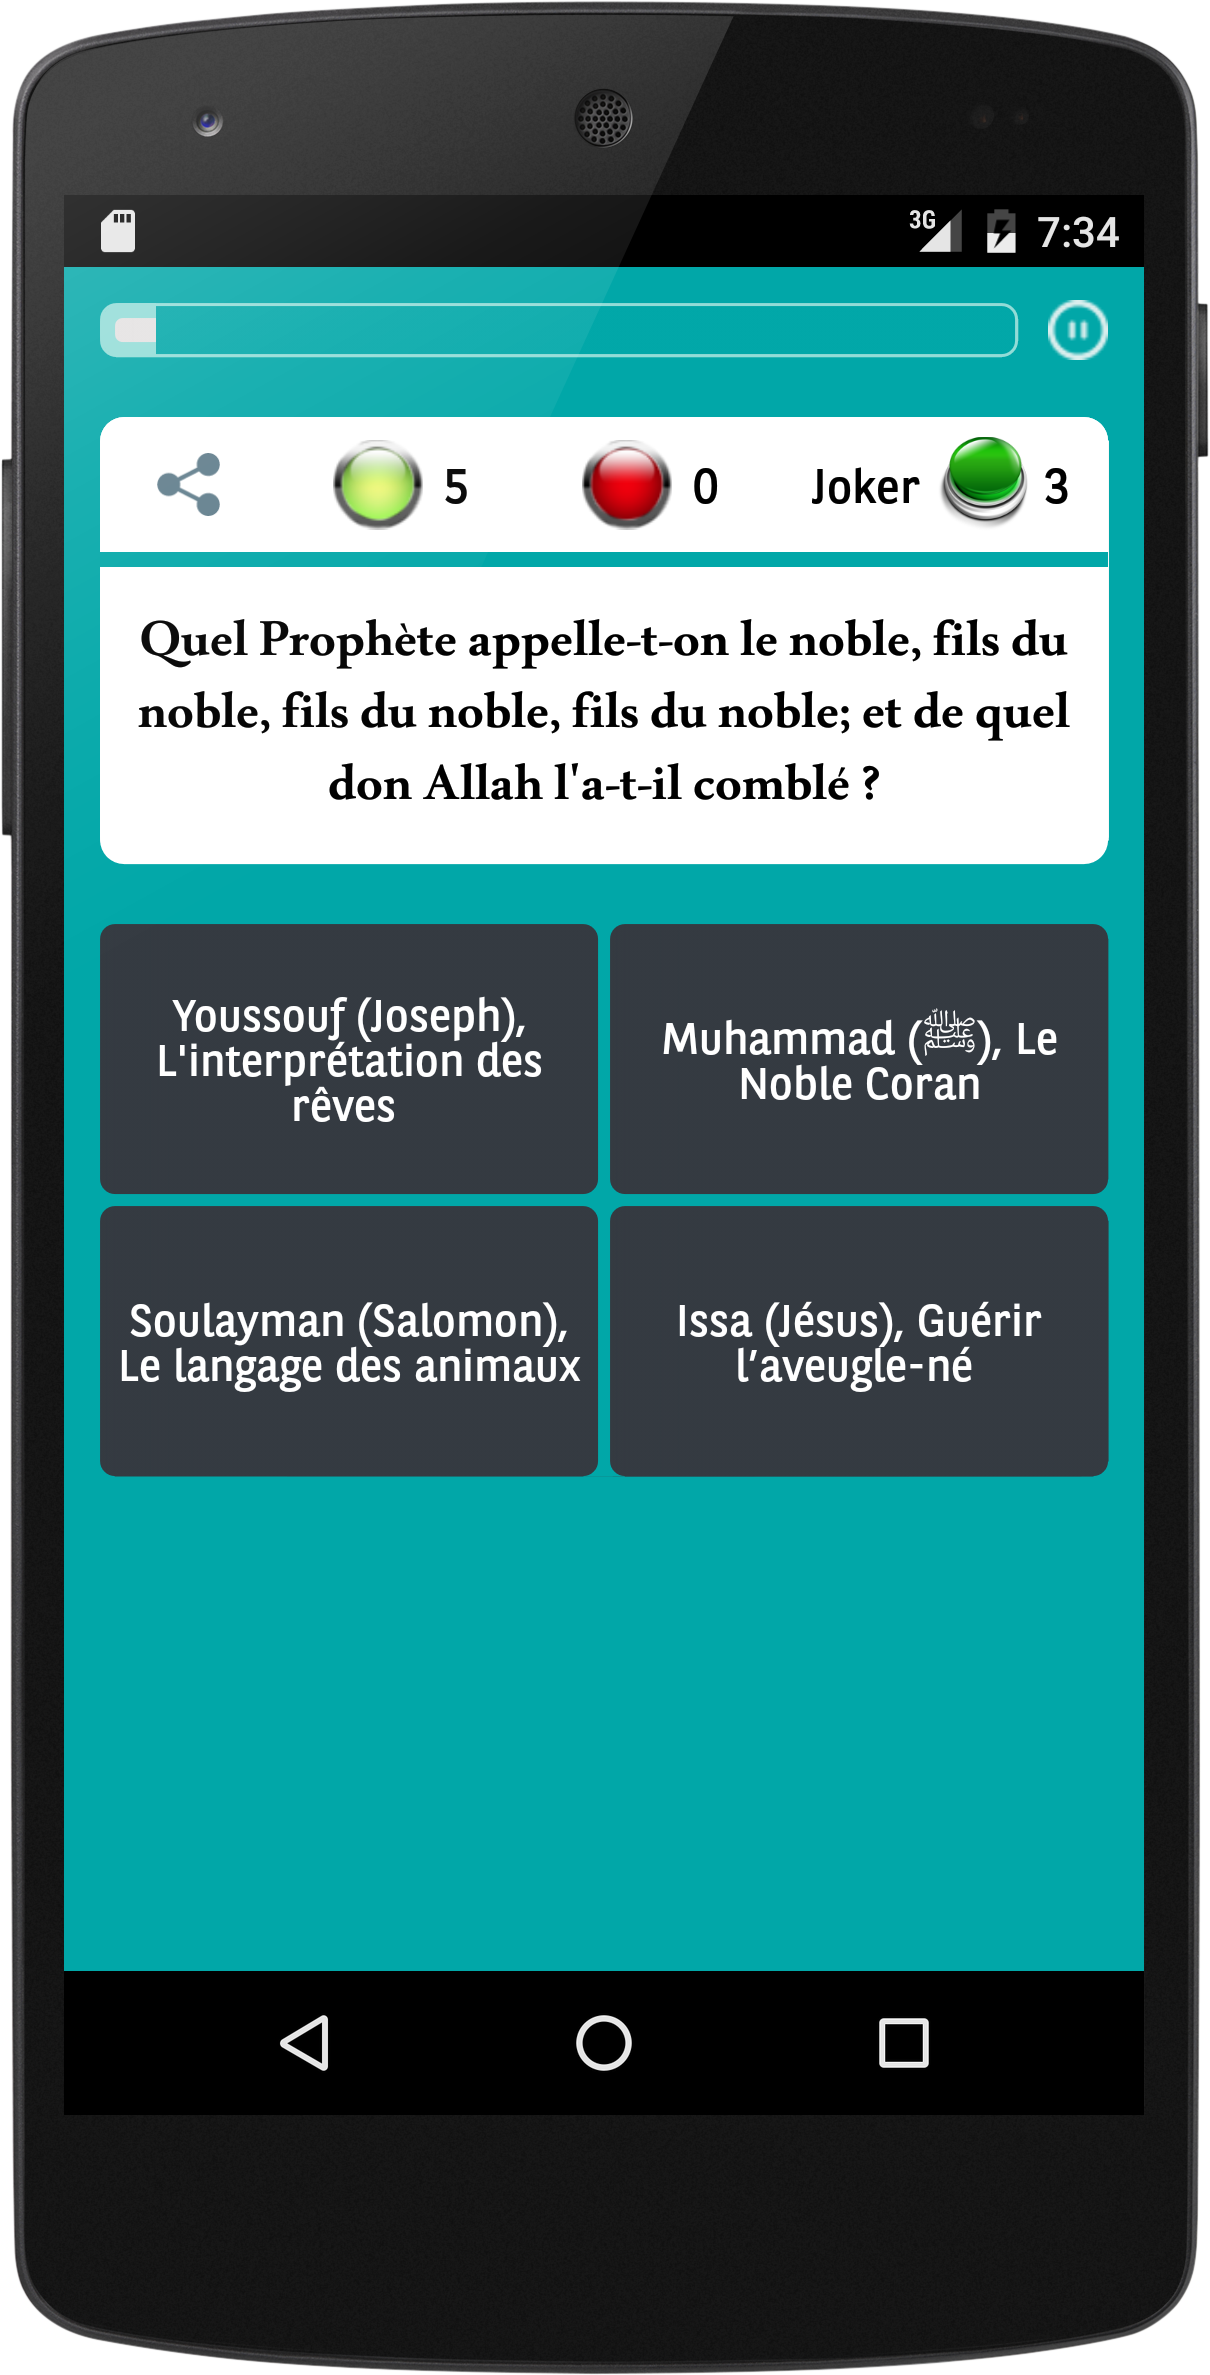 3G 7:34
5 0 Joker 3
Quel Prophète appelle-t-on le noble, fils du
noble, fils du noble, fils du noble; et de quel
don Allah l'a-t-il comblé ?
Youssouf (Joseph),
L'interprétation des
rêves
Muhammad (ﷺ), Le
Noble Coran
Soulayman (Salomon),
Le langage des animaux
Issa (Jésus), Guérir
l’aveugle-né